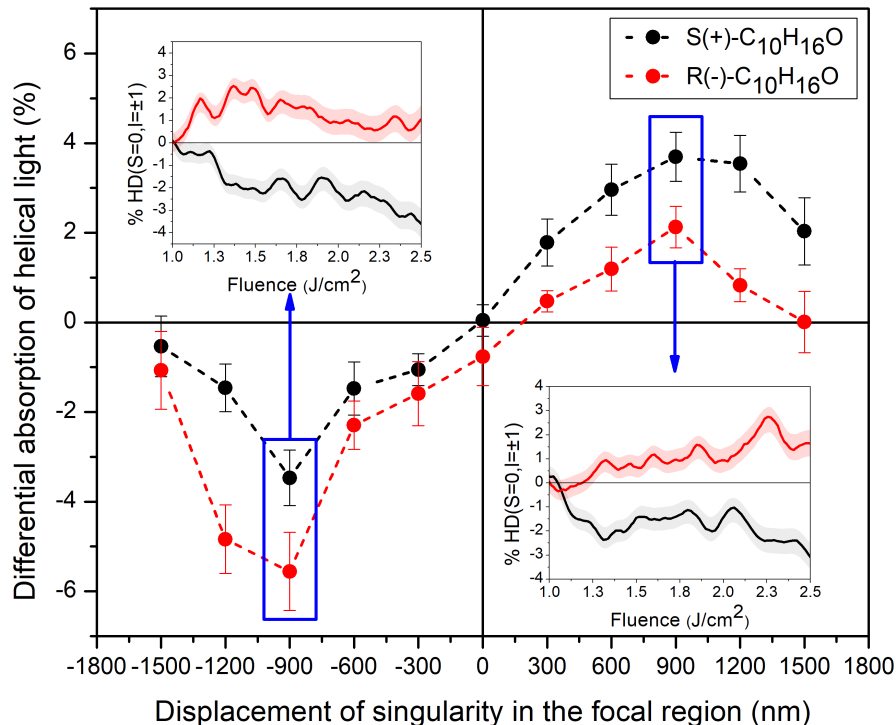 Differential absorption of helical light (%)
6
4
2
0
-2
-4
-6
S(+)-C10H16O
R(-)-C10H16O
% HD(S=0,l=±1)
4
3
2
1
0
-1
-2
-3
-4
1.0 1.3 1.5 1.8 2.0 2.3 2.5
Fluence (J/cm2)
% HD(S=0,l=±1)
4
3
2
1
0
-1
-2
-3
-4
1.0 1.3 1.5 1.8 2.0 2.3 2.5
Fluence (J/cm2)
-1800 -1500 -1200 -900 -600 -300 0 300 600 900 1200 1500 1800
Displacement of singularity in the focal region (nm)